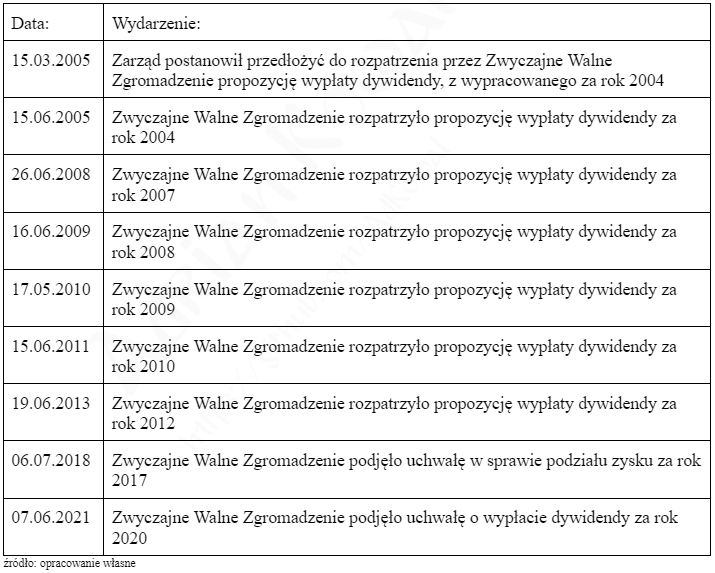 Data: Wydarzenie:
15.03.2005 Zarząd postanowił przedłożyć do rozpatrzenia przez Zwyczajne Walne
Zgromadzenie propozycję wypłaty dywidendy, z wypracowanego za rok 2004
15.06.2005 Zwyczajne Walne Zgromadzenie rozpatrzyło propozycję wypłaty dywidendy za
rok 2004
26.06.2008 Zwyczajne Walne Zgromadzenie rozpatrzyło propozycję wypłaty dywidendy za
rok 2007
16.06.2009 Zwyczajne Walne Zgromadzenie rozpatrzyło propozycję wypłaty dywidendy za
rok 2008
17.05.2010 Zwyczajne Walne Zgromadzenie rozpatrzyło propozycję wypłaty dywidendy za
rok 2009
15.06.2011 Zwyczajne Walne Zgromadzenie rozpatrzyło propozycję wypłaty dywidendy za
rok 2010
19.06.2013 Zwyczajne Walne Zgromadzenie rozpatrzyło propozycję wypłaty dywidendy za
rok 2012
06.07.2018 Zwyczajne Walne Zgromadzenie podjęło uchwałę w sprawie podziału zysku za rok
2017
07.06.2021 Zwyczajne Walne Zgromadzenie podjęło uchwałę o wypłacie dywidendy za rok
2020
źródło: opracowanie własne